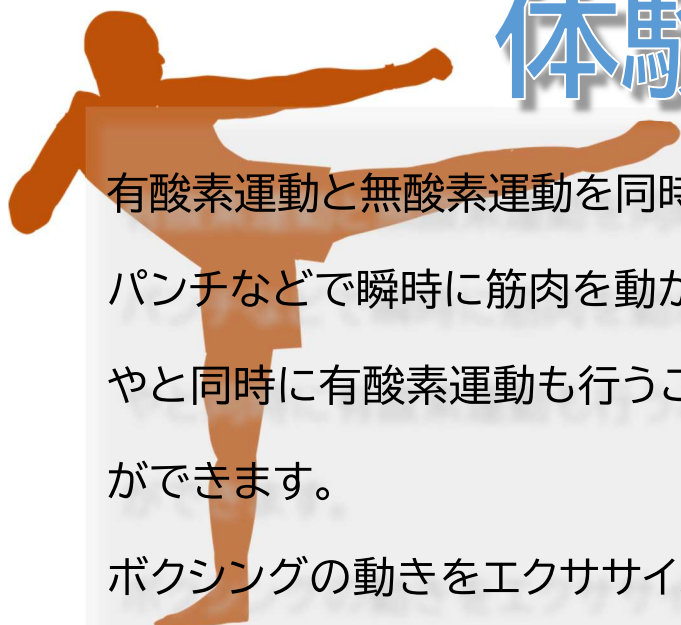 体験
有酸素運動と無酸素運動を同時
パンチなどで瞬時に筋肉を動か
やと同時に有酸素運動も行うこ
ができます。
ボクシングの動きをエクササイ